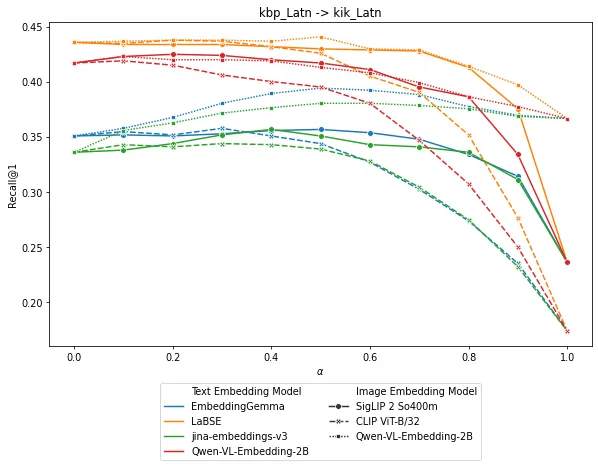 kbp_Latn -> kik_Latn
0.45
0.40
0.35
0.30
0.25
0.20
Recall@1
0.0 0.2 0.4 0.6 0.8 1.0
α
Text Embedding Model
EmbeddingGemma
LaBSE
jina-embeddings-v3
Qwen-VL-Embedding-2B
Image Embedding Model
SigLIP 2 So400m
CLIP ViT-B/32
Qwen-VL-Embedding-2B